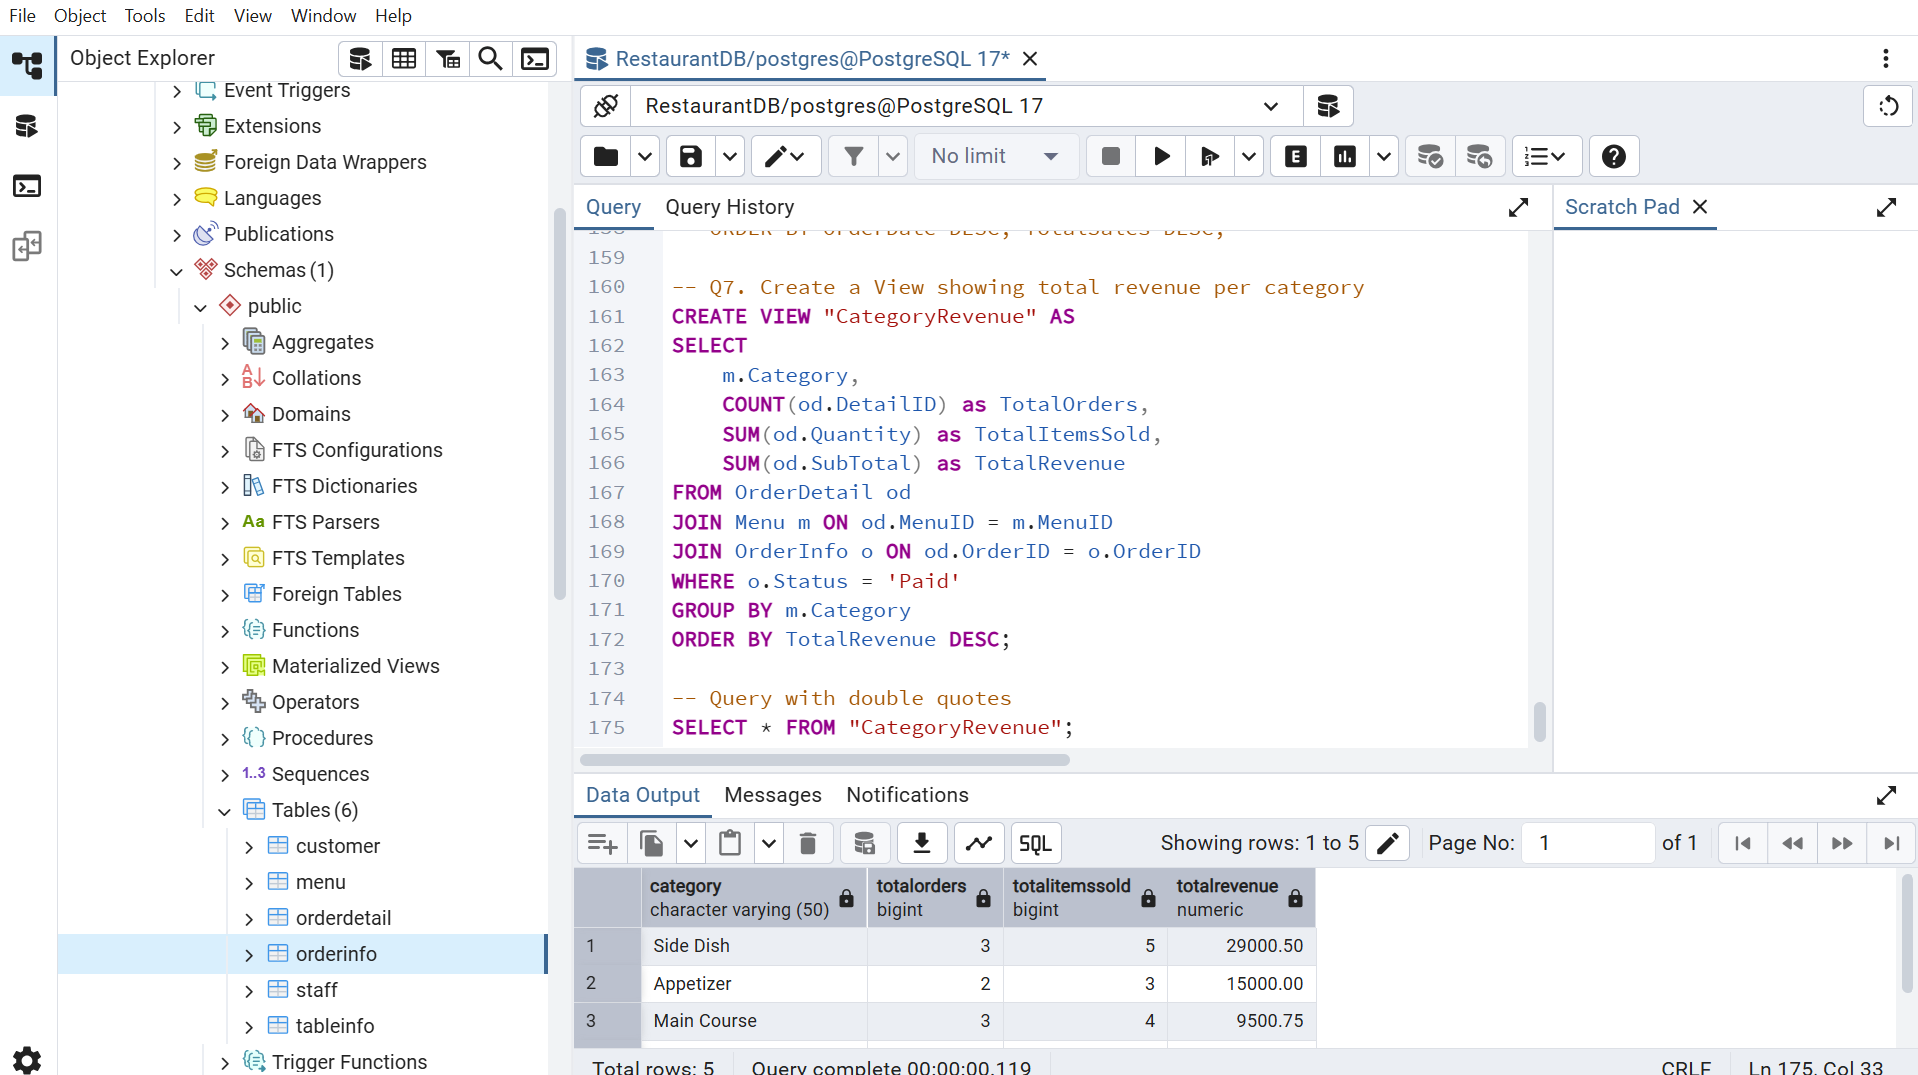 File Object Tools Edit View Window Help
Object Explorer
Event Triggers
Extensions
Foreign Data Wrappers
Languages
Publications
Schemas (1)
public
Aggregates
Collations
Domains
FTS Configurations
FTS Dictionaries
Aa FTS Parsers
FTS Templates
Foreign Tables
Functions
Materialized Views
Operators
Procedures
1..3 Sequences
Tables (6)
customer
menu
orderdetail
orderinfo
staff
tableinfo
Trigger Functions
RestaurantDB/postgres@PostgreSQL 17*
RestaurantDB/postgres@PostgreSQL 17
No limit
E
Query Query History
Scratch Pad
158 ORDER BY OrderDate DESC, TotalSales DESC;
159
160 -- Q7. Create a View showing total revenue per category
161 CREATE VIEW "CategoryRevenue" AS
162 SELECT
163 m.Category,
164 COUNT(od.DetailID) as TotalOrders,
165 SUM(od.Quantity) as TotalItemsSold,
166 SUM(od.SubTotal) as TotalRevenue
167 FROM OrderDetail od
168 JOIN Menu m ON od.MenuID = m.MenuID
169 JOIN OrderInfo o ON od.OrderID = o.OrderID
170 WHERE o.Status = 'Paid'
171 GROUP BY m.Category
172 ORDER BY TotalRevenue DESC;
173
174 -- Query with double quotes
175 SELECT * FROM "CategoryRevenue";
Data Output Messages Notifications
SQL Showing rows: 1 to 5 Page No: 1 of 1
category totalorders totalitemssold totalrevenue
character varying (50) bigint bigint numeric
1 Side Dish 3 5 29000.50
2 Appetizer 2 3 15000.00
3 Main Course 3 4 9500.75
Total rows: 5 Query complete 00:00:00.119 CRLF Ln 175, Col 33